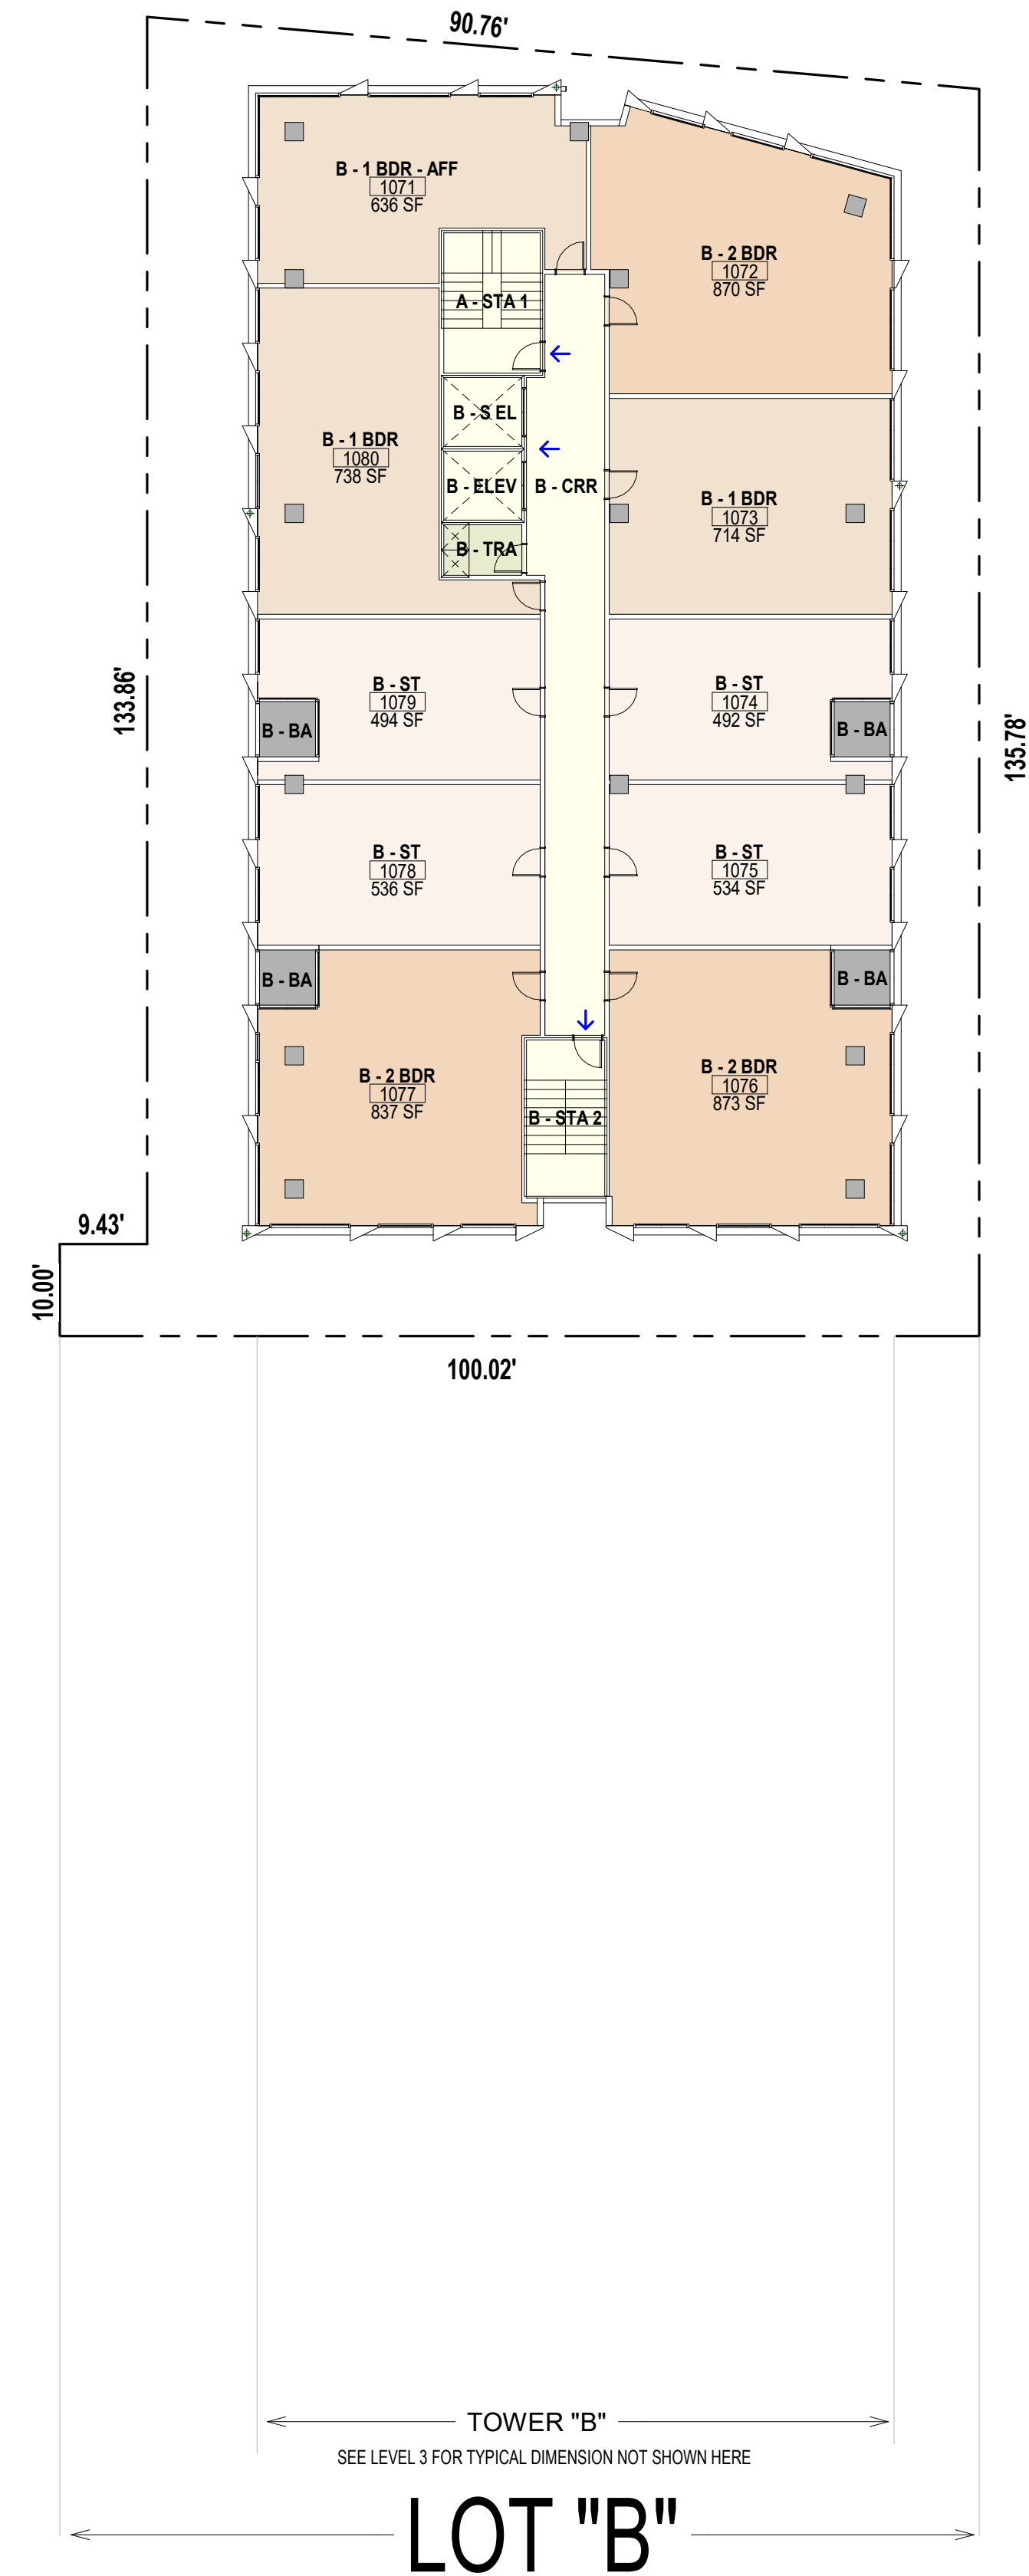 90.76'
B - 1 BDR - AFF
1071
636 SF
B - 2 BDR
1072
870 SF
A - STA 1
B - S EL
B - 1 BDR
1080
738 SF
B - ELEV
B - CRR
B - 1 BDR
1073
714 SF
B - TRA
133.86'
135.78'
B - ST
1079
494 SF
B - ST
1074
492 SF
B - BA
B - BA
B - ST
1078
536 SF
B - ST
1075
534 SF
B - BA
B - BA
B - 2 BDR
1077
837 SF
B - 2 BDR
1076
873 SF
B - STA 2
9.43'
10.00'
100.02'
TOWER "B"
SEE LEVEL 3 FOR TYPICAL DIMENSION NOT SHOWN HERE
LOT "B"